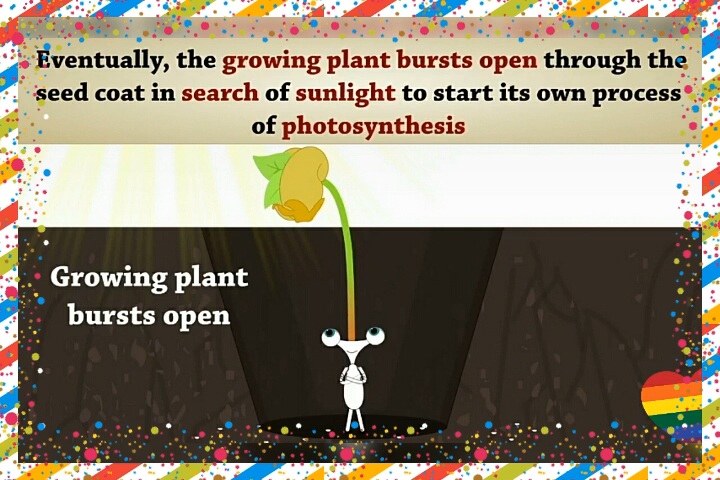 Eventually, the growing plant bursts open through the
seed coat in search of sunlight to start its own process
of photosynthesis
Growing plant
bursts open